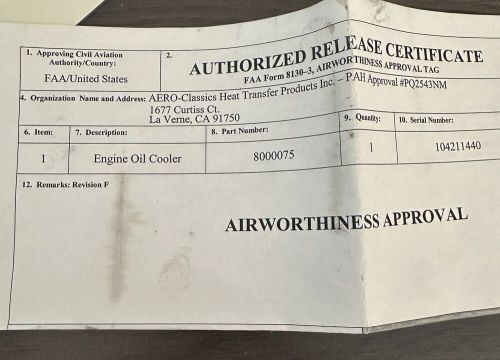 1. Approving Civil Aviation
Authority/Country:
FAA/United States
2.
AUTHORIZED RELEASE CERTIFICATE
FAA Form 8130-3, AIRWORTHINESS APPROVAL TAG
4. Organization Name and Address: AERO-Classics Heat Transfer Products Inc. – PAH Approval #PQ2543NM
1677 Curtiss Ct.
La Verne, CA 91750
6. Item:
7. Description:
8. Part Number:
9. Quantity:
10. Serial Number:
1
Engine Oil Cooler
8000075
1
104211440
12. Remarks: Revision F
AIRWORTHINESS APPROVAL